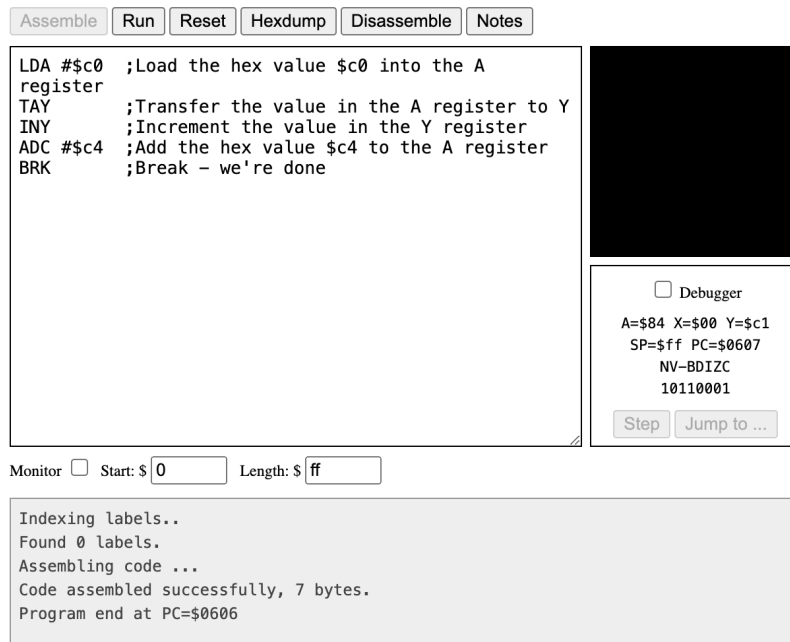 Assemble Run Reset Hexdump Disassemble Notes
LDA #$c0  ;Load the hex value $c0 into the A
register
TAY       ;Transfer the value in the A register to Y
INY       ;Increment the value in the Y register
ADC #$c4  ;Add the hex value $c4 to the A register
BRK       ;Break – we're done
Debugger
A=$84 X=$00 Y=$c1
SP=$ff PC=$0607
NV-BDIZC
10110001
Step Jump to ...
Monitor Start: $ 0 Length: $ ff
Indexing labels..
Found 0 labels.
Assembling code ...
Code assembled successfully, 7 bytes.
Program end at PC=$0606